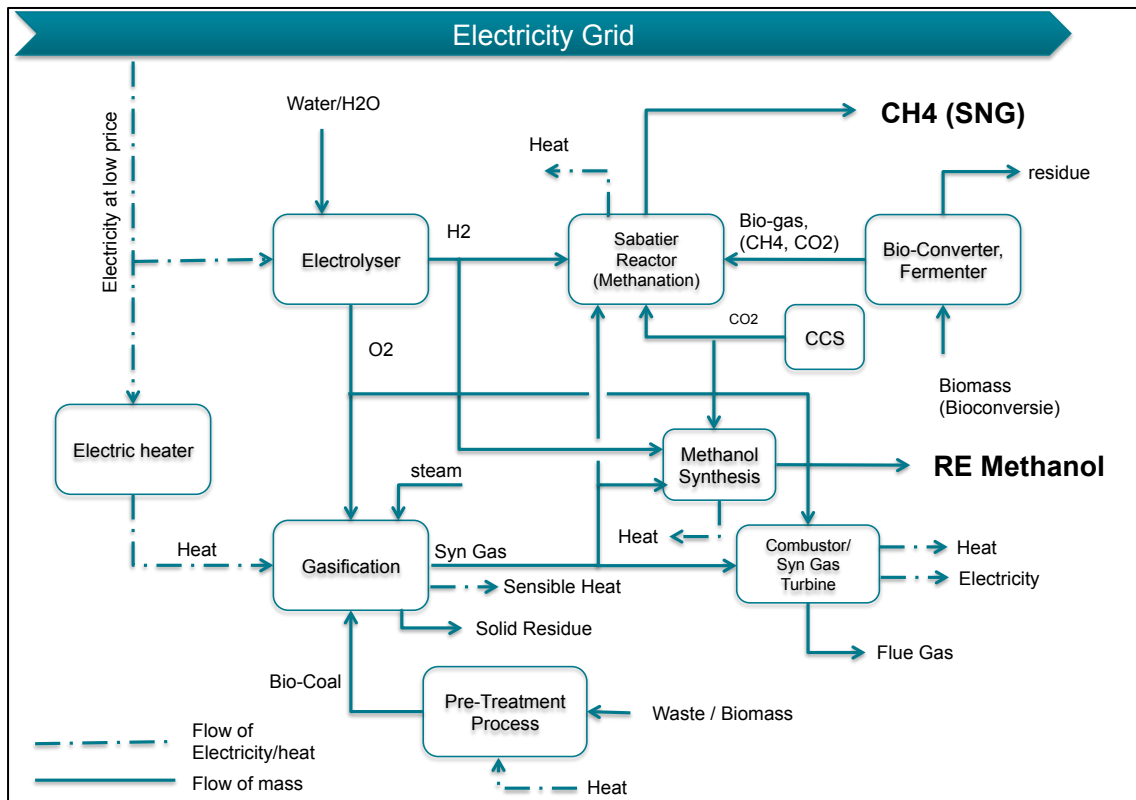 Electricity Grid
Water/H2O
CH4 (SNG)
Heat
residue
Electricity at low price
H2
Bio-gas,
(CH4, CO2)
Electrolyser
Sabatier
Reactor
(Methanation)
Bio-Converter,
Fermenter
O2
CO2
CCS
Biomass
(Bioconversie)
Electric heater
Methanol
Synthesis
RE Methanol
steam
Heat
Heat
Syn Gas
Gasification
Combustor/
Syn Gas
Turbine
Heat
Electricity
Sensible Heat
Solid Residue
Flue Gas
Bio-Coal
Pre-Treatment
Process
Waste / Biomass
Flow of
Electricity/heat
Flow of mass
Heat